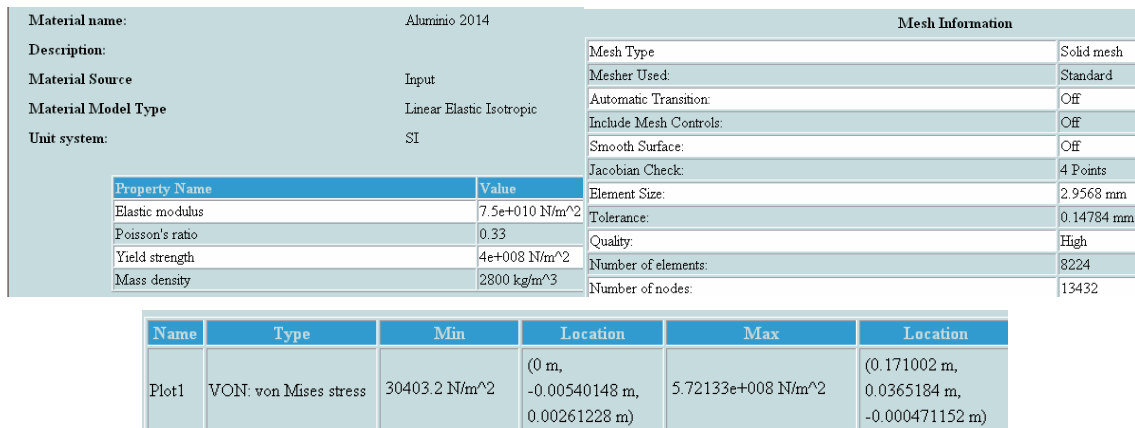 Material name: Aluminio 2014
Description:
Material Source Input
Material Model Type Linear Elastic Isotropic
Unit system: SI
Property Name Value
Elastic modulus 7.5e+010 N/m^2
Poisson's ratio 0.33
Yield strength 4e+008 N/m^2
Mass density 2800 kg/m^3
Mesh Information
Mesh Type Solid mesh
Mesher Used: Standard
Automatic Transition: Off
Include Mesh Controls: Off
Smooth Surface: Off
Jacobian Check: 4 Points
Element Size: 2.9568 mm
Tolerance: 0.14784 mm
Quality: High
Number of elements: 8224
Number of nodes: 13432
Name Type Min Location Max Location
Plot1 VON: von Mises stress 30403.2 N/m^2 (0 m, -0.00540148 m, 0.00261228 m) 5.72133e+008 N/m^2 (0.171002 m, 0.0365184 m, -0.000471152 m)